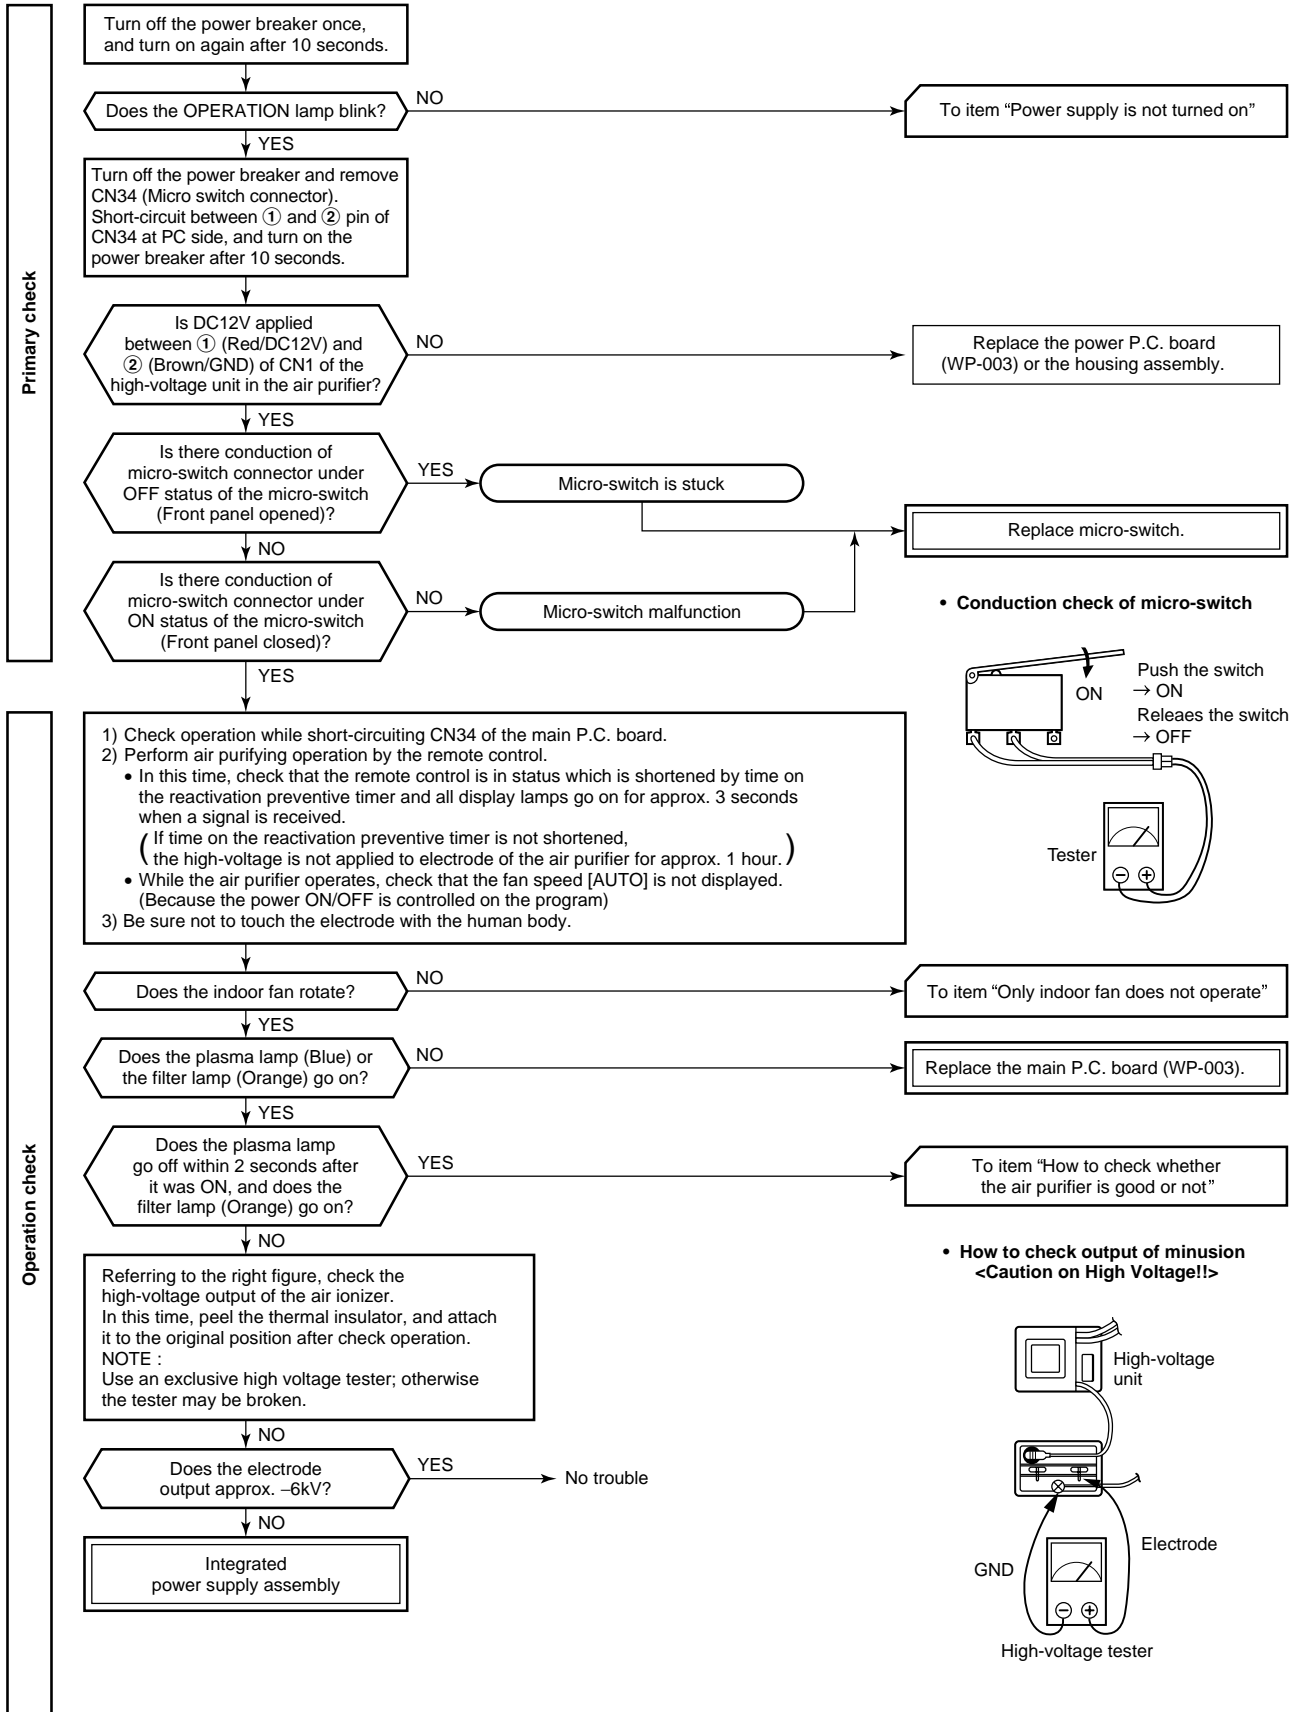 Primary check
Turn off the power breaker once,
and turn on again after 10 seconds.
Does the OPERATION lamp blink?
NO
To item “Power supply is not turned on”
YES
Turn off the power breaker and remove
CN34 (Micro switch connector).
Short-circuit between ① and ② pin of
CN34 at PC side, and turn on the
power breaker after 10 seconds.
Is DC12V applied
between ① (Red/DC12V) and
② (Brown/GND) of CN1 of the
high-voltage unit in the air purifier?
NO
Replace the power P.C. board
(WP-003) or the housing assembly.
YES
Is there conduction of
micro-switch connector under
OFF status of the micro-switch
(Front panel opened)?
YES
Micro-switch is stuck
Replace micro-switch.
NO
Is there conduction of
micro-switch connector under
ON status of the micro-switch
(Front panel closed)?
NO
Micro-switch malfunction
YES
• Conduction check of micro-switch
ON
Push the switch
→ ON
Releaes the switch
→ OFF
Tester
⊖ ⊕
Operation check
1) Check operation while short-circuiting CN34 of the main P.C. board.
2) Perform air purifying operation by the remote control.
• In this time, check that the remote control is in status which is shortened by time on
the reactivation preventive timer and all display lamps go on for approx. 3 seconds
when a signal is received.
( If time on the reactivation preventive timer is not shortened,
the high-voltage is not applied to electrode of the air purifier for approx. 1 hour. )
• While the air purifier operates, check that the fan speed [AUTO] is not displayed.
(Because the power ON/OFF is controlled on the program)
3) Be sure not to touch the electrode with the human body.
Does the indoor fan rotate?
NO
To item “Only indoor fan does not operate”
YES
Does the plasma lamp (Blue) or
the filter lamp (Orange) go on?
NO
Replace the main P.C. board (WP-003).
YES
Does the plasma lamp
go off within 2 seconds after
it was ON, and does the
filter lamp (Orange) go on?
YES
To item “How to check whether
the air purifier is good or not”
NO
Referring to the right figure, check the
high-voltage output of the air ionizer.
In this time, peel the thermal insulator, and attach
it to the original position after check operation.
NOTE :
Use an exclusive high voltage tester; otherwise
the tester may be broken.
NO
Does the electrode
output approx. –6kV?
YES
No trouble
NO
Integrated
power supply assembly
• How to check output of minusion
<Caution on High Voltage!!>
High-voltage
unit
Electrode
GND
⊖ ⊕
High-voltage tester